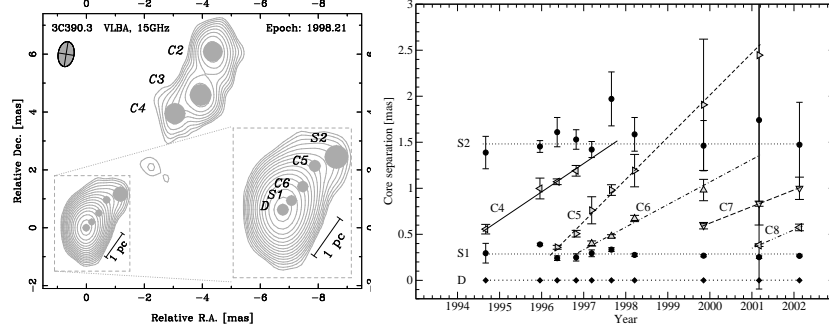 3C390.3 VLBA, 15GHz Epoch: 1998.21
C2
C3
C4
S2
C5
C6
S1
D
1 pc
1 pc
Relative Dec. [mas]
6
4
2
0
−2
0 −2 −4 −6 −8
Relative R.A. [mas]
Core separation [mas]
3
2.5
2
1.5
1
0.5
0
S2
C4
C5
C6
C7
C8
S1
D
1994 1995 1996 1997 1998 1999 2000 2001 2002
Year